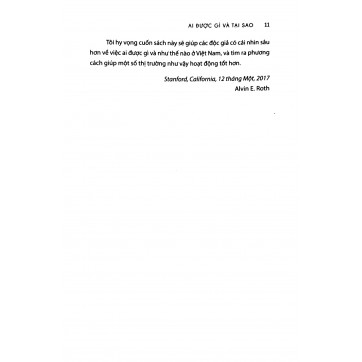 AI ĐƯỢC GÌ VÀ TẠI SAO 11
Tôi hy vọng cuốn sách này sẽ giúp các độc giả có cái nhìn sâu
hơn về việc ai được gì và như thế nào ở Việt Nam, và tìm ra phương
cách giúp một số thị trường như vậy hoạt động tốt hơn.
Stanford, California, 12 tháng Một, 2017
Alvin E. Roth